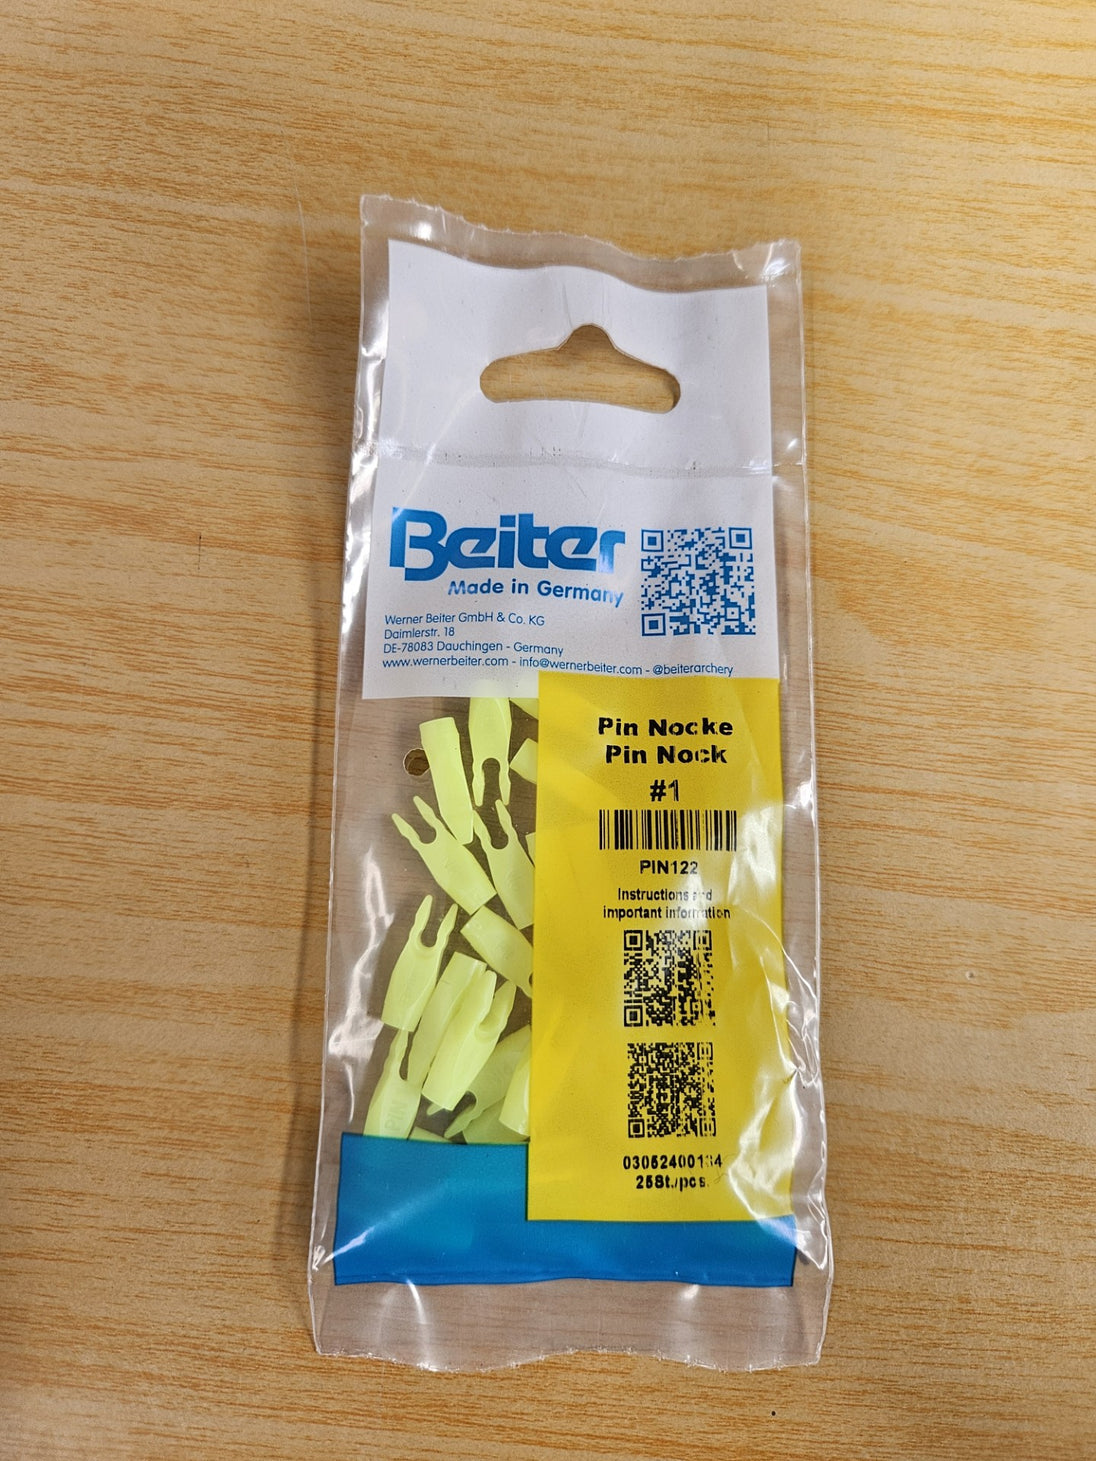 Beiter
Made in Germany
Werner Beiter GmbH & Co. KG
Daimlerstr. 18
DE-78083 Dauchingen - Germany
www.wernerbeiter.com - info@wernerbeiter.com - @beiterarchery
Pin Nocke
Pin Nock
#1
PIN122
Instructions and
important information
25St./pcs.
PIN